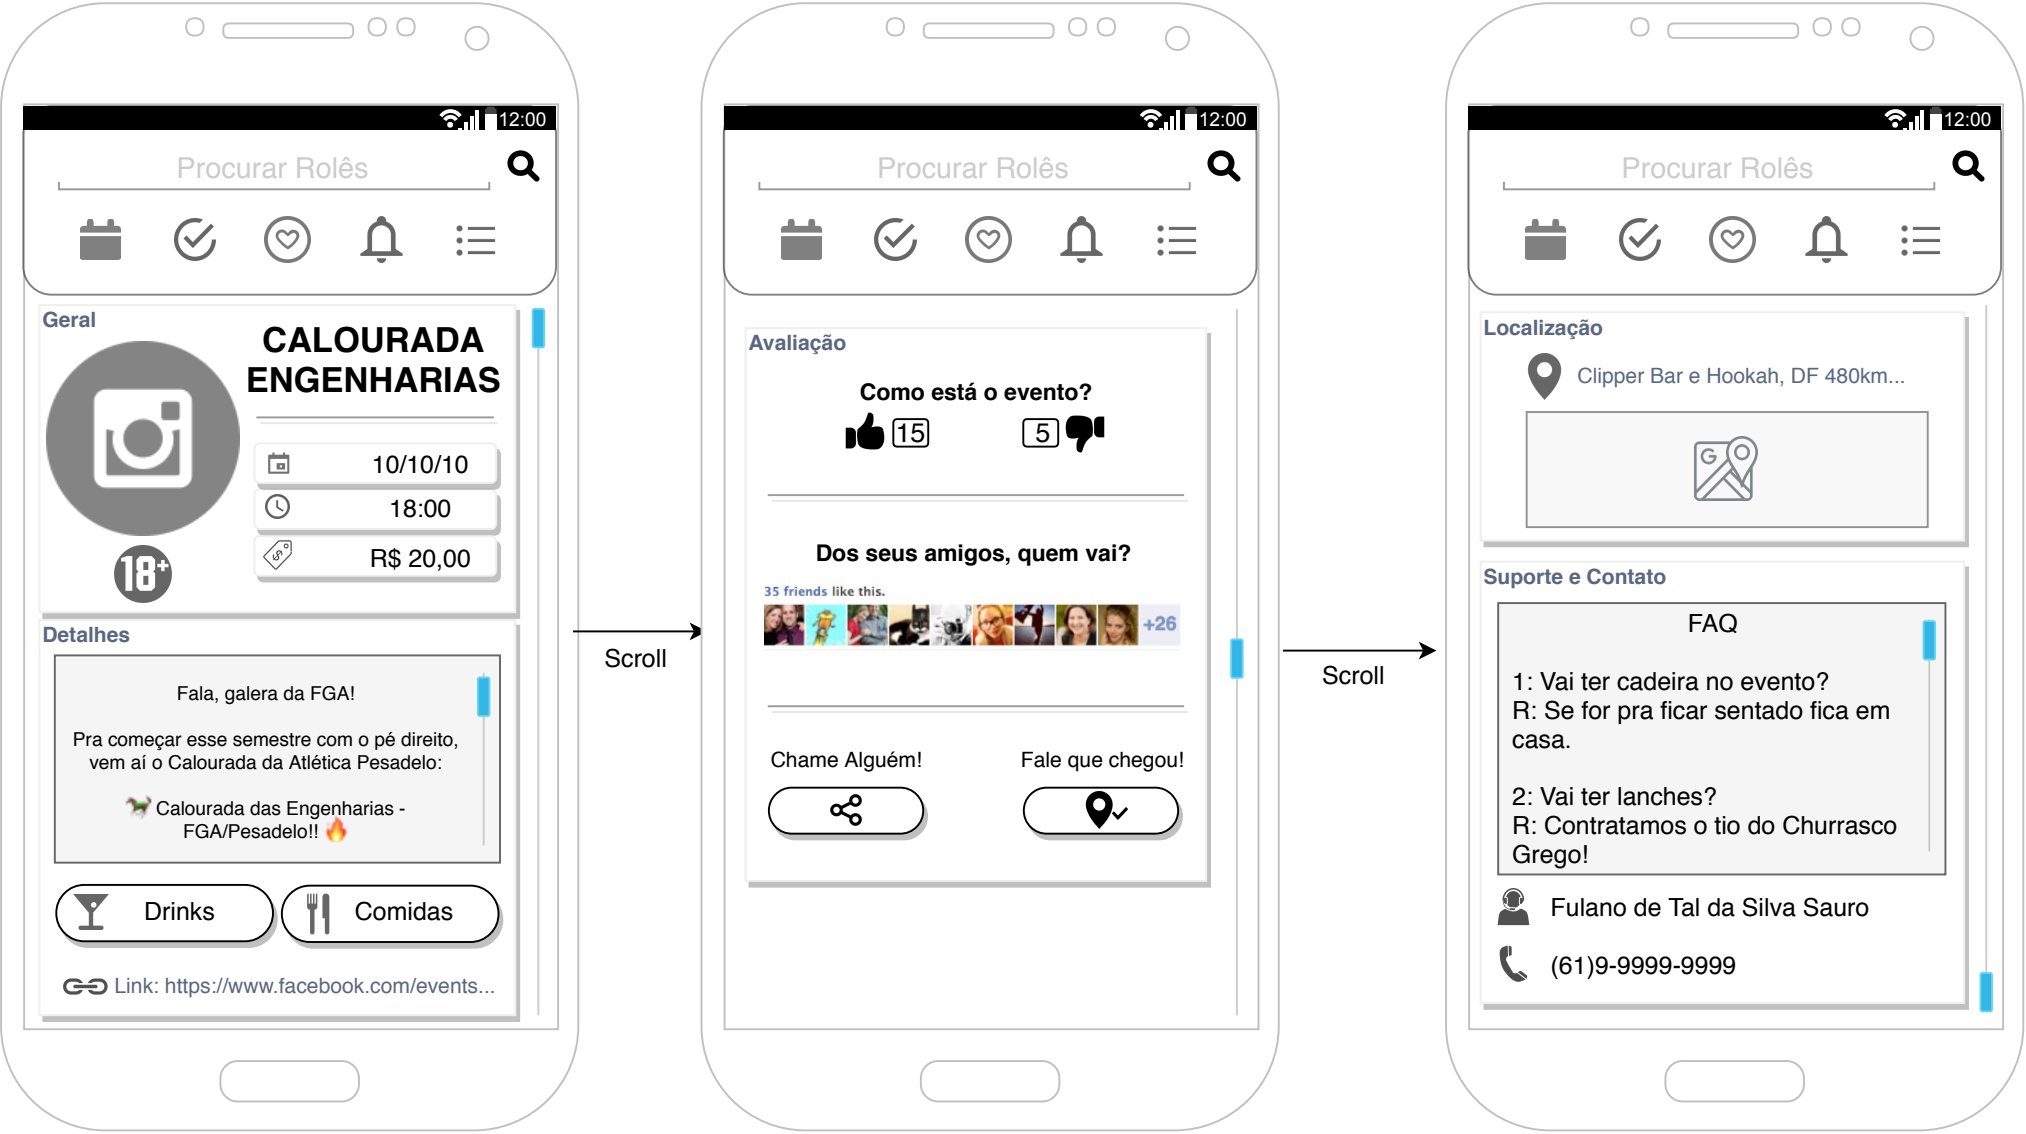 12:00
Procurar Rolês
Geral
CALOURADA
ENGENHARIAS
10/10/10
18:00
R$ 20,00
18+
Detalhes
Fala, galera da FGA!
Pra começar esse semestre com o pé direito,
vem aí o Calourada da Atlética Pesadelo:
🐎 Calourada das Engenharias -
FGA/Pesadelo!! 🔥
Drinks
Comidas
Link: https://www.facebook.com/events...
Scroll
12:00
Procurar Rolês
Avaliação
Como está o evento?
15
5
Dos seus amigos, quem vai?
35 friends like this.
+26
Chame Alguém!
Fale que chegou!
Scroll
12:00
Procurar Rolês
Localização
Clipper Bar e Hookah, DF 480km...
G
Suporte e Contato
FAQ
1: Vai ter cadeira no evento?
R: Se for pra ficar sentado fica em
casa.
2: Vai ter lanches?
R: Contratamos o tio do Churrasco
Grego!
Fulano de Tal da Silva Sauro
(61)9-9999-9999